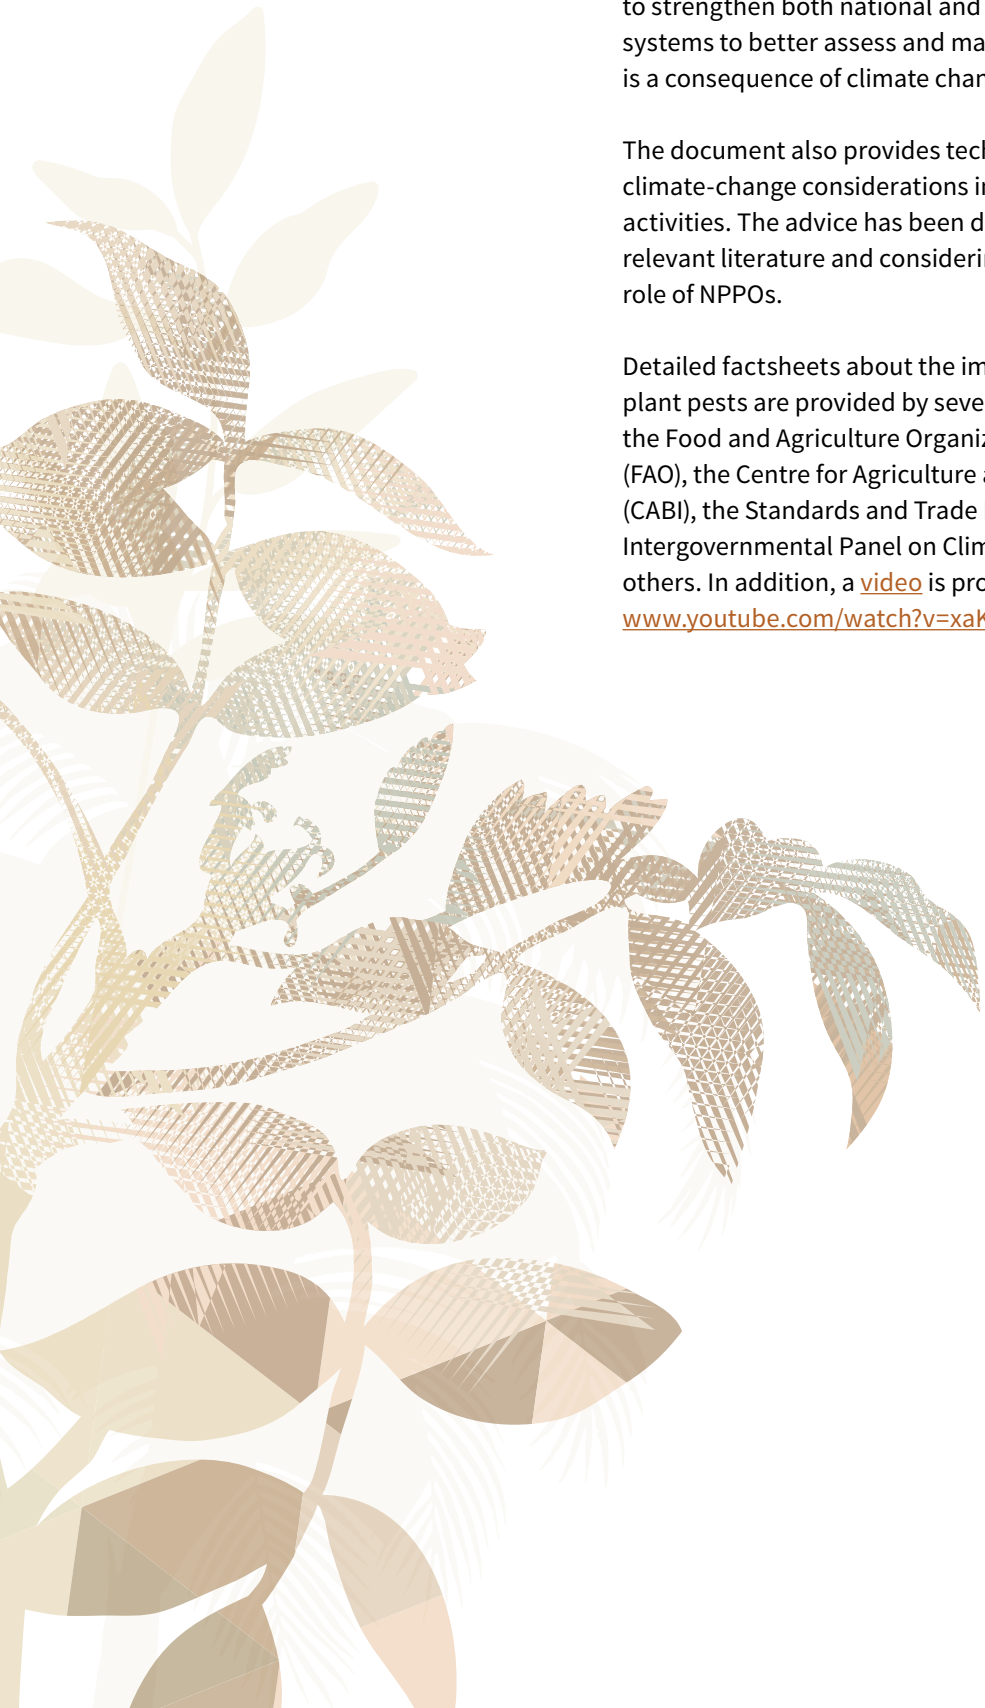 to strengthen both national and
systems to better assess and ma
is a consequence of climate chan
The document also provides tech
climate-change considerations in
activities. The advice has been d
relevant literature and considerin
role of NPPOs.
Detailed factsheets about the im
plant pests are provided by seve
the Food and Agriculture Organiz
(FAO), the Centre for Agriculture a
(CABI), the Standards and Trade
Intergovernmental Panel on Clim
others. In addition, a video is pro
www.youtube.com/watch?v=xaK